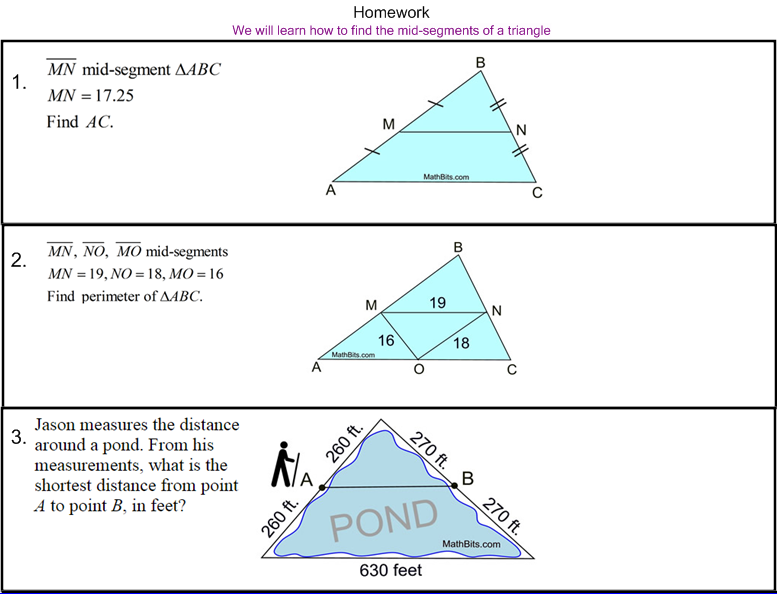 Homework
We will learn how to find the mid-segments of a triangle
1.
MN mid-segment ΔABC
MN = 17.25
Find AC.
B
M
N
A
C
MathBits.com
2.
MN, NO, MO mid-segments
MN = 19, NO = 18, MO = 16
Find perimeter of ΔABC.
B
M
19
N
16
18
MathBits.com
A
O
C
3.
Jason measures the distance
around a pond. From his
measurements, what is the
shortest distance from point
A to point B, in feet?
260 ft.
270 ft.
A
B
260 ft.
270 ft.
POND
MathBits.com
630 feet